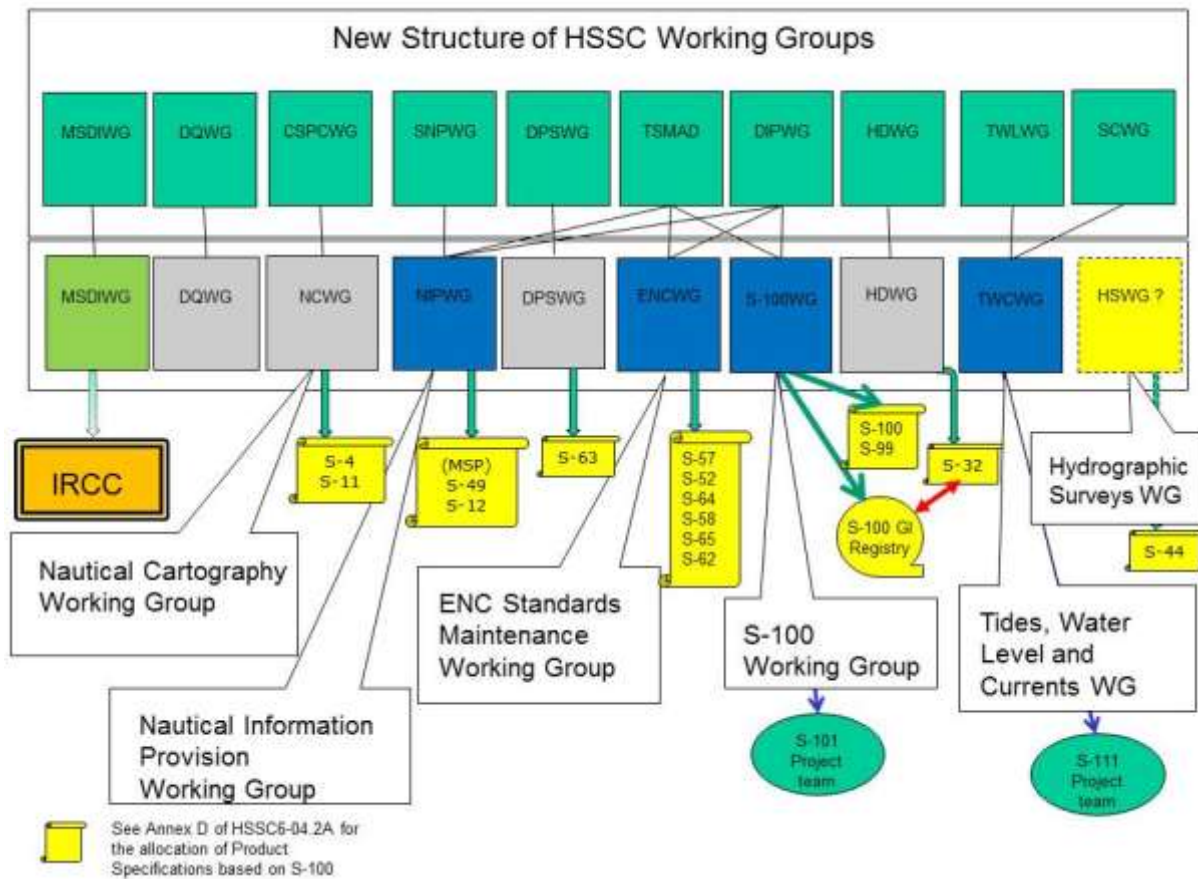 New Structure of HSSC Working Groups
MSDIWG
DQWG
CSPCWG
SNPWG
DPSWG
TSMAD
DIPWG
HDWG
TWLWG
SCWG
MSDIWG
DQWG
NCWG
NIPWG
DPSWG
ENCWG
S-100WG
HDWG
TWCWG
HSWG ?
IRCC
S-4
S-11
(MSP)
S-49
S-12
S-63
S-57
S-52
S-64
S-58
S-65
S-62
S-100
S-99
S-32
S-100 GI
Registry
Hydrographic
Surveys WG
S-44
Nautical Cartography
Working Group
Nautical Information
Provision
Working Group
ENC Standards
Maintenance
Working Group
S-100
Working Group
Tides, Water
Level and
Currents WG
S-101
Project
team
S-111
Project
team
See Annex D of HSSC6-04.2A for
the allocation of Product
Specifications based on S-100